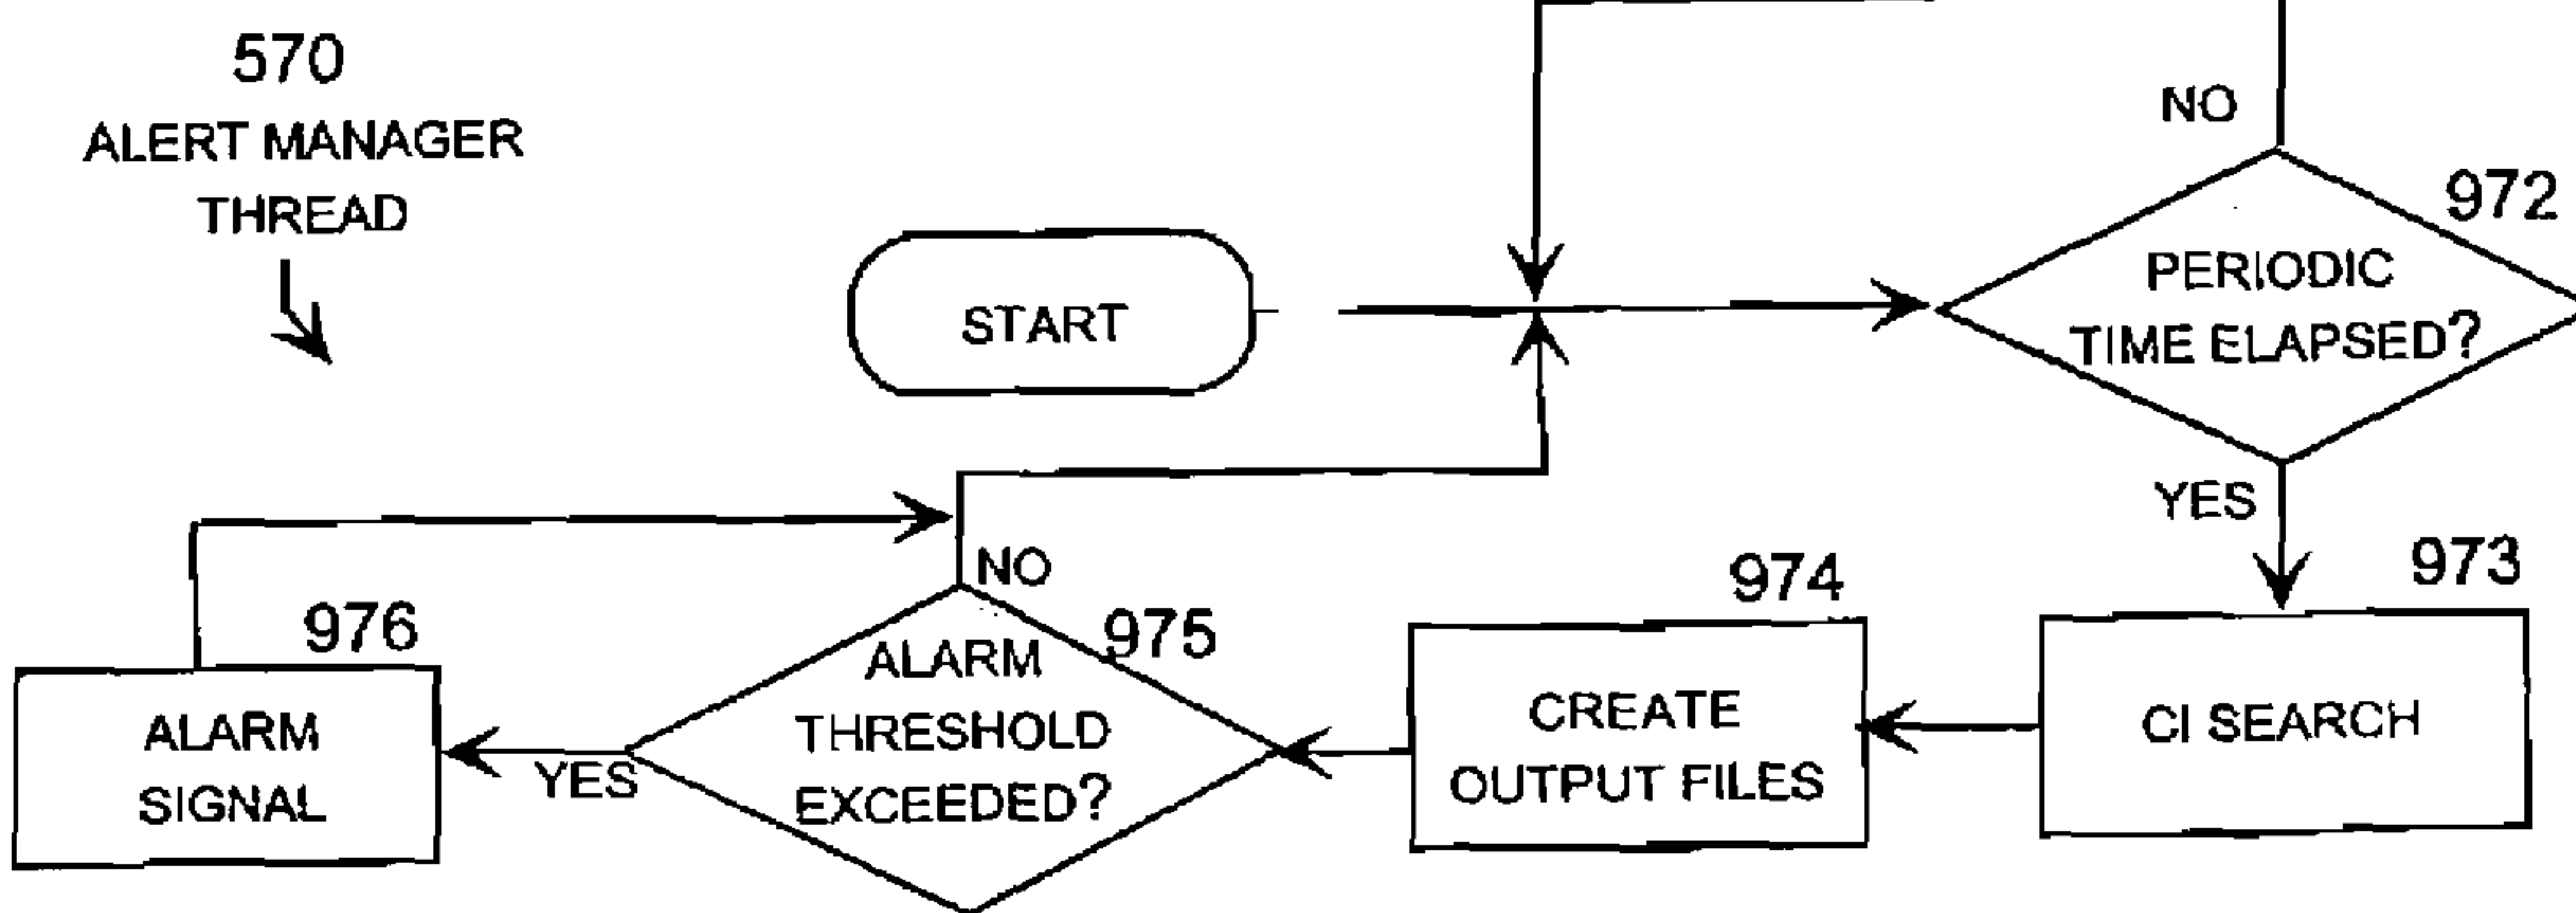 570
ALERT MANAGER
THREAD
START
NO
972
PERIODIC
TIME ELAPSED?
YES
973
CI SEARCH
974
CREATE
OUTPUT FILES
NO
975
ALARM
THRESHOLD
EXCEEDED?
YES
976
ALARM
SIGNAL